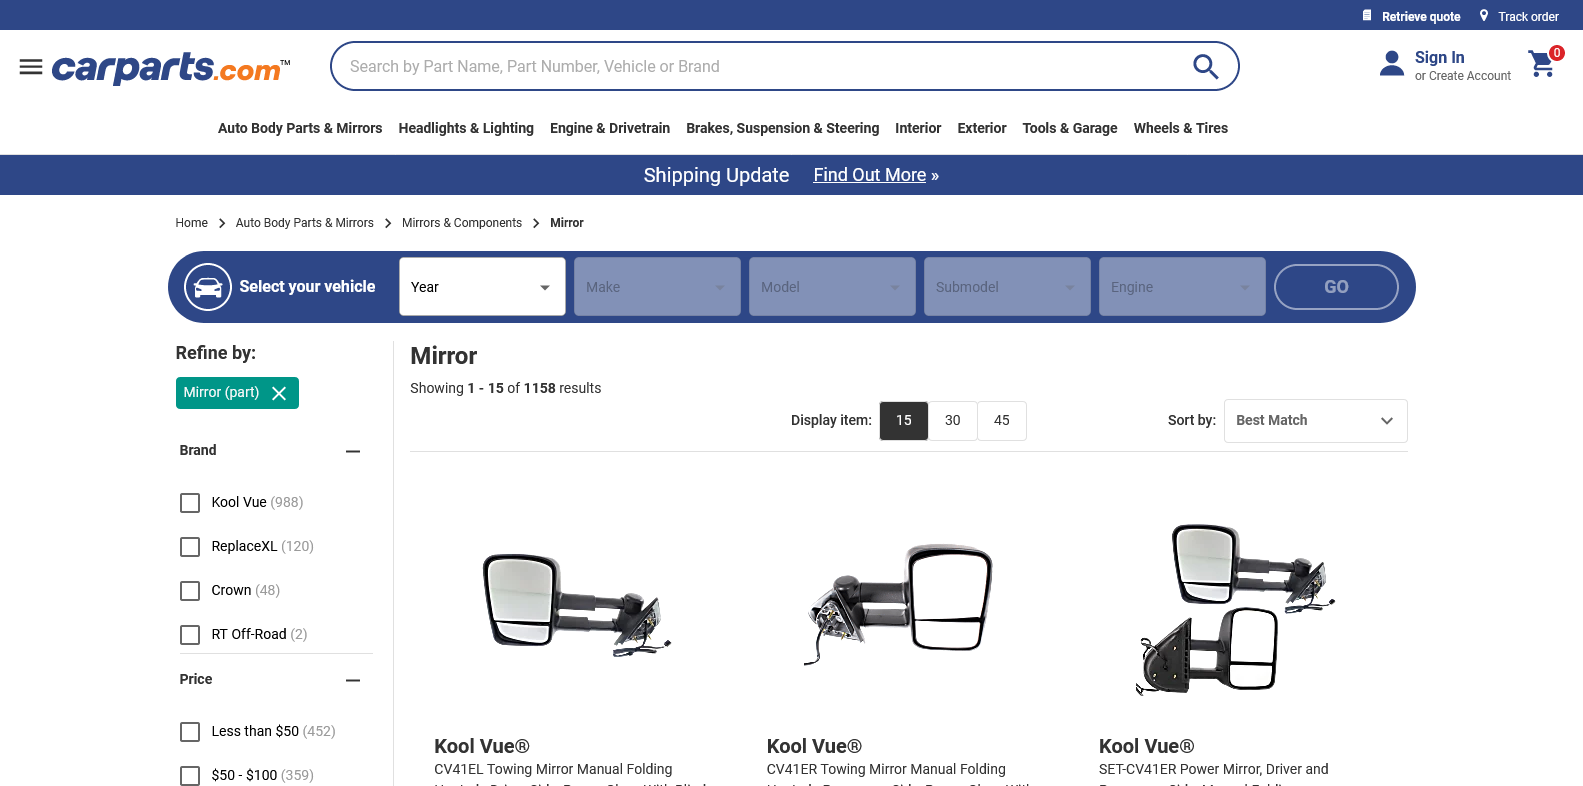 Retrieve quote Track order
carparts.com™
Search by Part Name, Part Number, Vehicle or Brand
Sign In
or Create Account
0
Auto Body Parts & Mirrors Headlights & Lighting Engine & Drivetrain Brakes, Suspension & Steering Interior Exterior Tools & Garage Wheels & Tires
Shipping Update Find Out More »
Home Auto Body Parts & Mirrors Mirrors & Components Mirror
Select your vehicle Year Make Model Submodel Engine GO
Refine by:
Mirror (part)
Brand
Kool Vue (988)
ReplaceXL (120)
Crown (48)
RT Off-Road (2)
Price
Less than $50 (452)
$50 - $100 (359)
Mirror
Showing 1 - 15 of 1158 results
Display item: 15 30 45 Sort by: Best Match
Kool Vue®
CV41EL Towing Mirror Manual Folding
Kool Vue®
CV41ER Towing Mirror Manual Folding
Kool Vue®
SET-CV41ER Power Mirror, Driver and